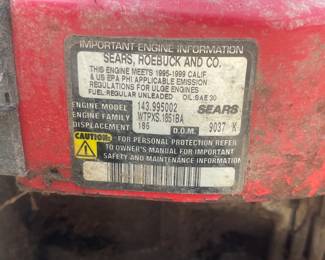 IMPORTANT ENGINE INFORMATION
SEARS, ROEBUCK AND CO.
THIS ENGINE MEETS 1995-1999 CALIF.
& US EPA PH1 APPLICABLE EMISSION
REGULATIONS FOR ULGE ENGINES
FUEL REGULAR UNLEADED OIL: SAE 30
ENGINE MODEL 143.995002 SEARS
ENGINE FAMILY WTPXS.1851BA
DISPLACEMENT 185 D.O.M. 9037 K
CAUTION:
FOR PERSONAL PROTECTION REFER
TO OWNER'S MANUAL FOR IMPORTANT
SAFETY AND MAINTENANCE INFORMATION